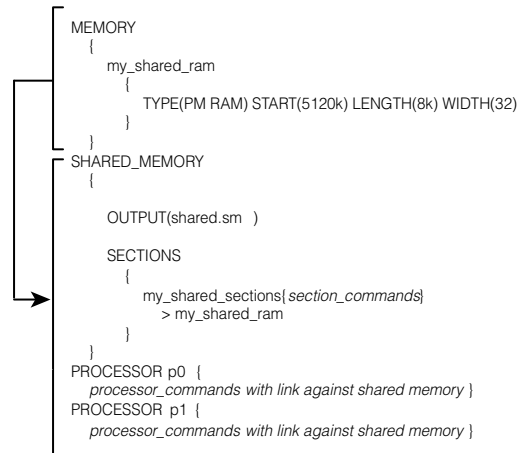 MEMORY
{
my_shared_ram
{
TYPE(PM RAM) START(5120k) LENGTH(8k) WIDTH(32)
}
}
SHARED_MEMORY
{
OUTPUT(shared.sm )
SECTIONS
{
my_shared_sections{section_commands}
> my_shared_ram
}
}
PROCESSOR p0 {
processor_commands with link against shared memory }
PROCESSOR p1 {
processor_commands with link against shared memory }